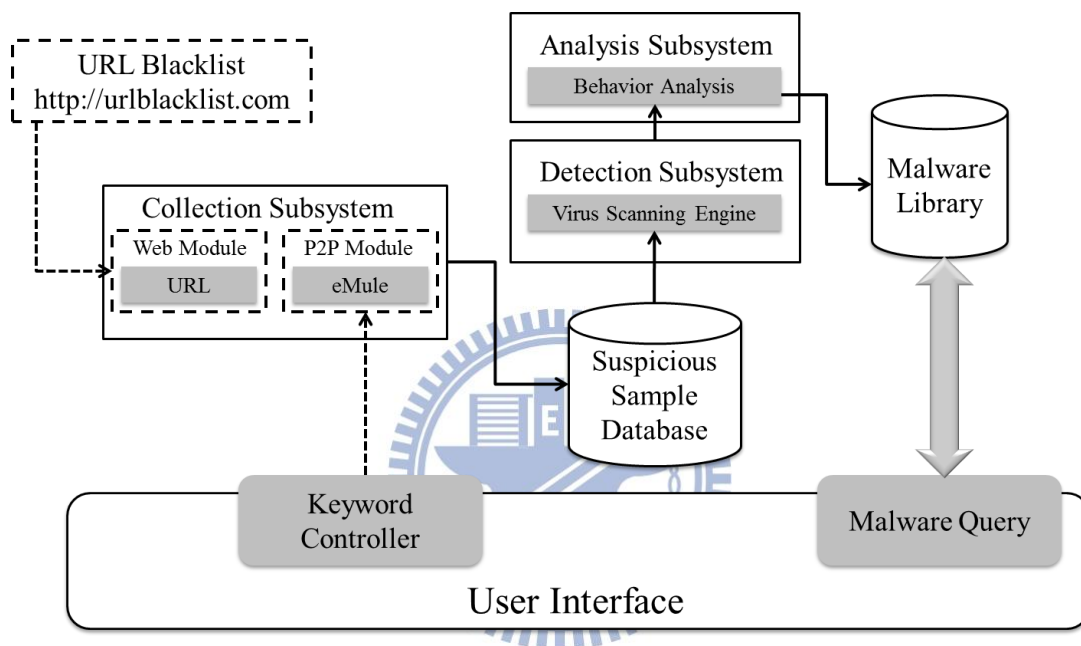 URL Blacklist
http://urlblacklist.com
Analysis Subsystem
Behavior Analysis
Detection Subsystem
Virus Scanning Engine
Malware
Library
Collection Subsystem
Web Module
URL
P2P Module
eMule
Suspicious
Sample
Database
E
Keyword
Controller
Malware Query
User Interface